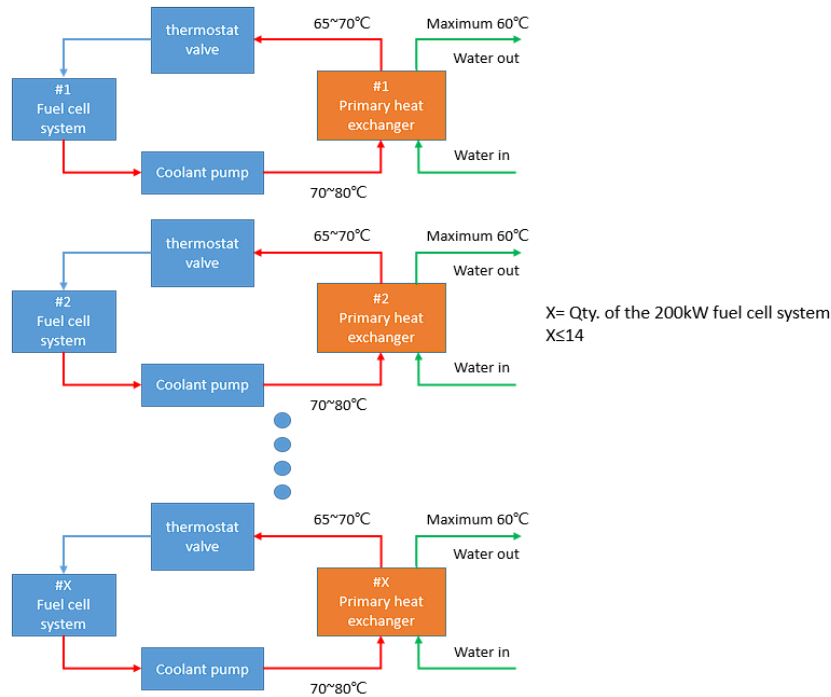 65~70℃
Maximum 60℃
thermostat
valve
Water out
#1
Fuel cell
system
#1
Primary heat
exchanger
Water in
Coolant pump
70~80℃
65~70℃
Maximum 60℃
thermostat
valve
Water out
#2
Fuel cell
system
#2
Primary heat
exchanger
X= Qty. of the 200kW fuel cell system
X≤14
Water in
Coolant pump
70~80℃
65~70℃
Maximum 60℃
thermostat
valve
Water out
#X
Fuel cell
system
#X
Primary heat
exchanger
Water in
Coolant pump
70~80℃